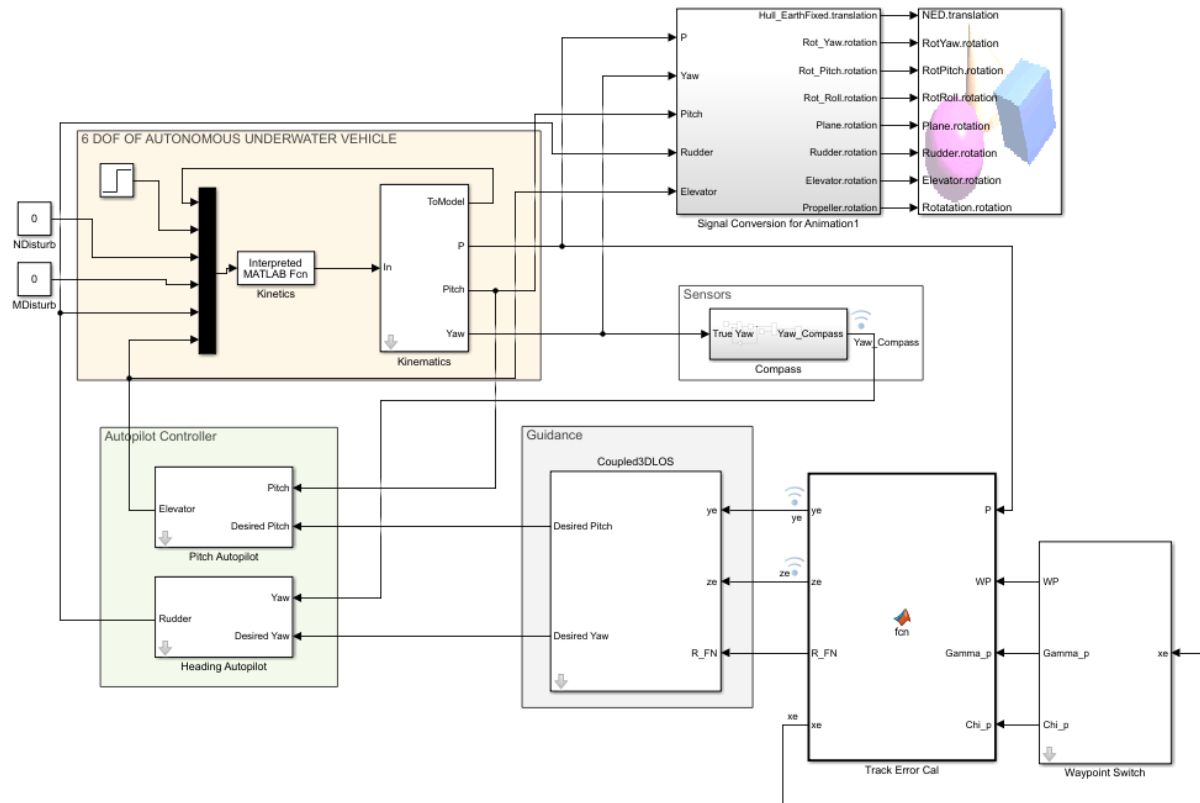 Hull_EarthFixed.translation
NED.translation
P
Rot_Yaw.rotation
RotYaw.rotation
Yaw
Rot_Pitch.rotation
RotPitch.rotation
Rot_Roll.rotation
RotRoll.rotation
Pitch
Plane.rotation
Plane.rotation
Rudder
Rudder.rotation
Rudder.rotation
Elevator
Elevator.rotation
Elevator.rotation
Propeller.rotation
Rotatation.rotation
Signal Conversion for Animation1
6 DOF OF AUTONOMOUS UNDERWATER VEHICLE
0
NDisturb
0
MDisturb
Interpreted
MATLAB Fcn
Kinetics
ToModel
P
In
Pitch
Yaw
Kinematics
Sensors
True Yaw
Yaw_Compass
Yaw_Compass
Compass
Autopilot Controller
Pitch
Elevator
Desired Pitch
Pitch Autopilot
Yaw
Rudder
Desired Yaw
Heading Autopilot
Guidance
Coupled3DLOS
ye
Desired Pitch
ze
Desired Yaw
R_FN
ye
ze
ye
P
ze
WP
fcn
R_FN
Gamma_p
xe
xe
Chi_p
Track Error Cal
WP
Gamma_p
xe
Chi_p
Waypoint Switch